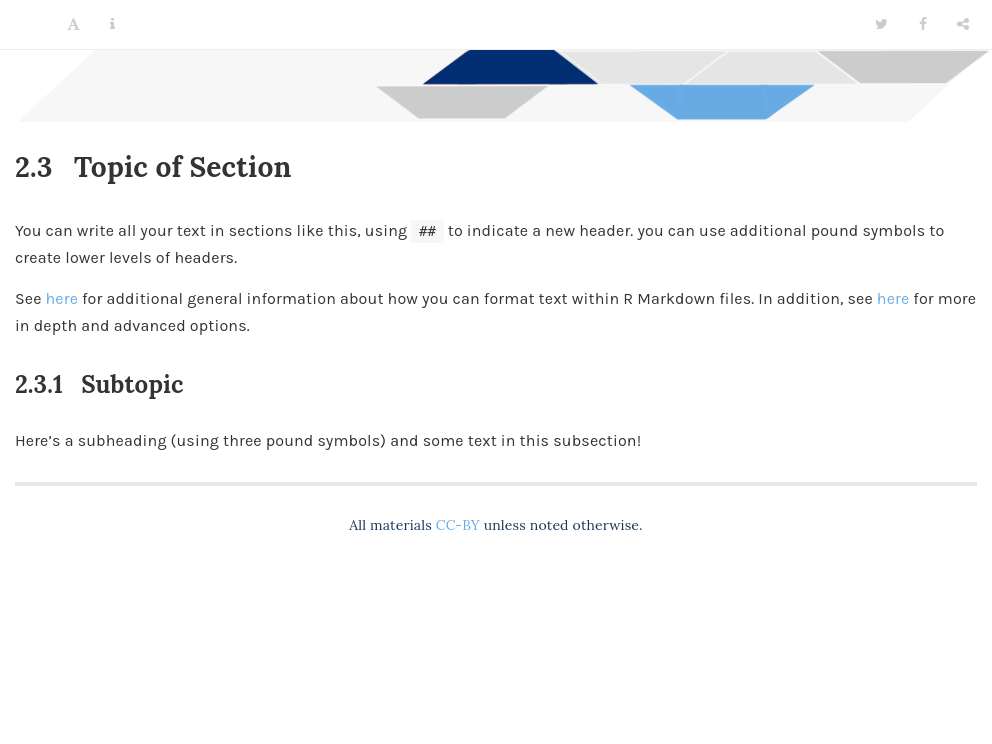 2.3 Topic of Section
You can write all your text in sections like this, using ## to indicate a new header. you can use additional pound symbols to
create lower levels of headers.
See here for additional general information about how you can format text within R Markdown files. In addition, see here for more
in depth and advanced options.
2.3.1 Subtopic
Here’s a subheading (using three pound symbols) and some text in this subsection!
All materials CC-BY unless noted otherwise.